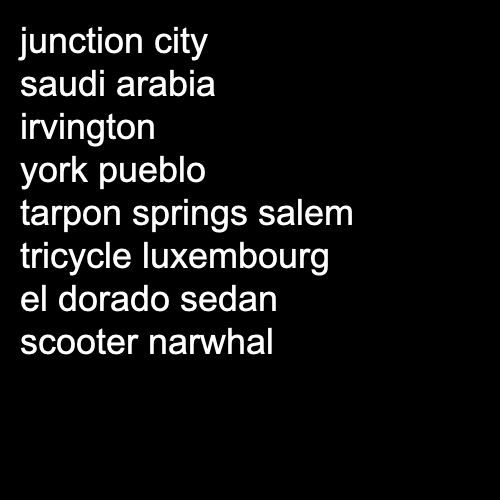 junction city
saudi arabia
irvington
york pueblo
tarpon springs salem
tricycle luxembourg
el dorado sedan
scooter narwhal